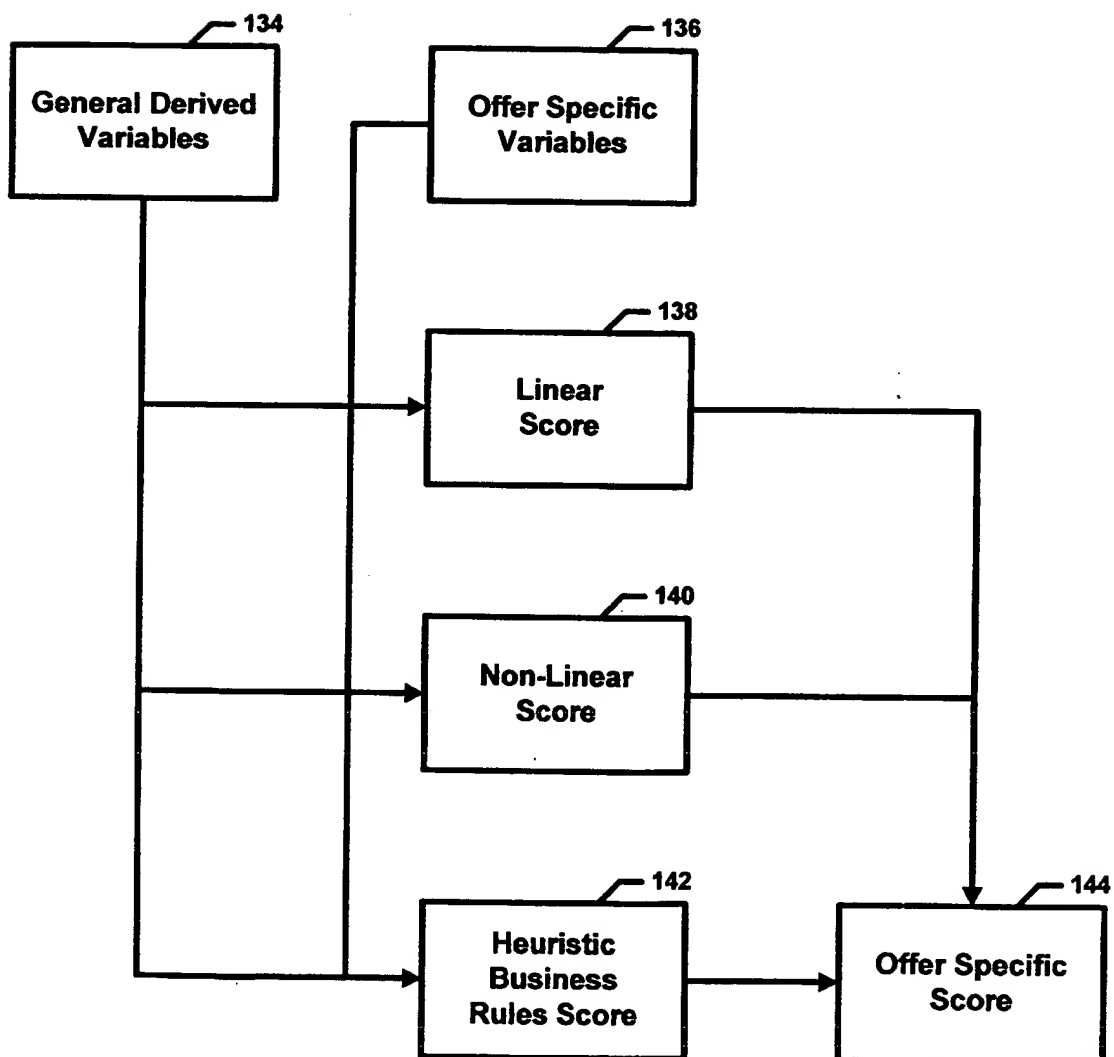 134
136
General Derived
Variables
Offer Specific
Variables
138
Linear
Score
140
Non-Linear
Score
142
144
Heuristic
Business
Rules Score
Offer Specific
Score